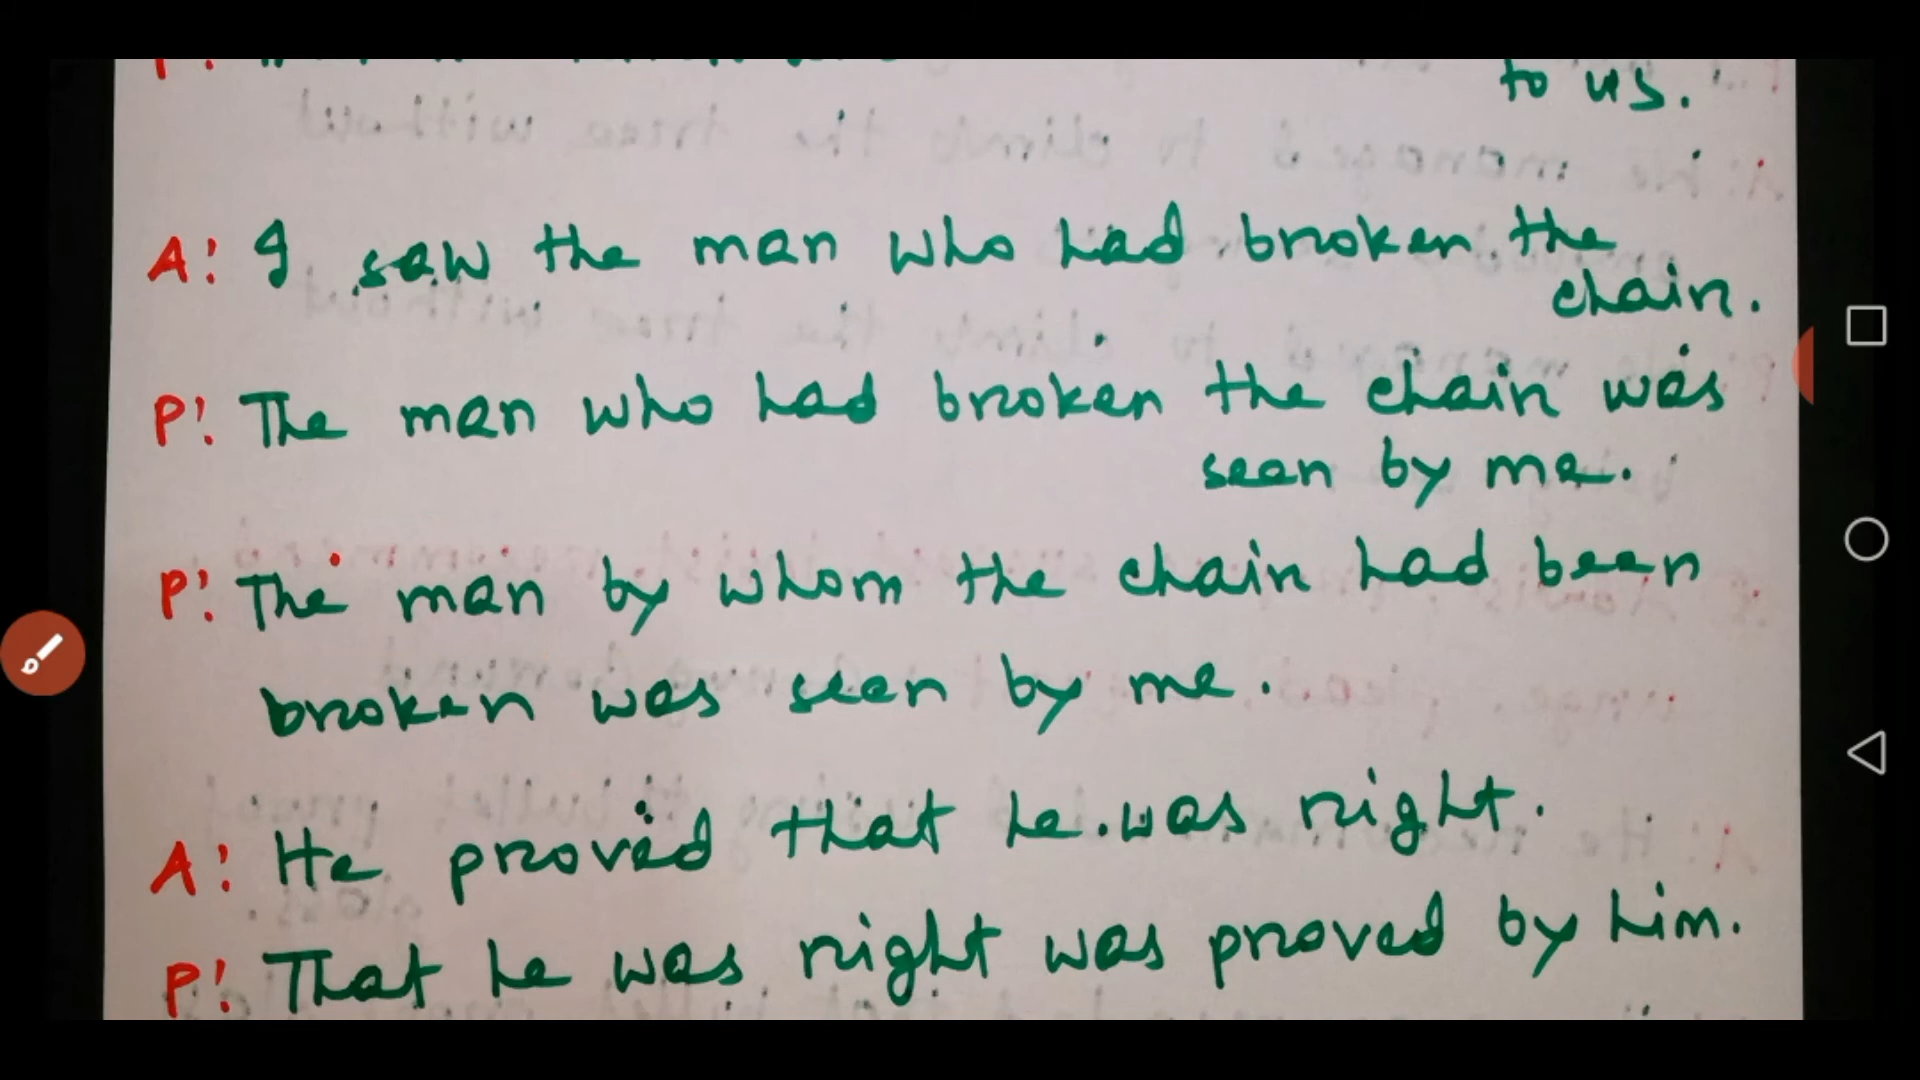 to us.
A: I saw the man who had broken the
chain.
P: The man who had broken the chain was
seen by me.
P: The man by whom the chain had been
broken was seen by me.
A: He proved that he was right.
P: That he was right was proved by him.